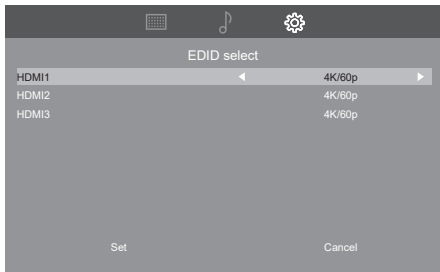 EDID select
HDMI1 4K/60p
HDMI2 4K/60p
HDMI3 4K/60p
Set Cancel